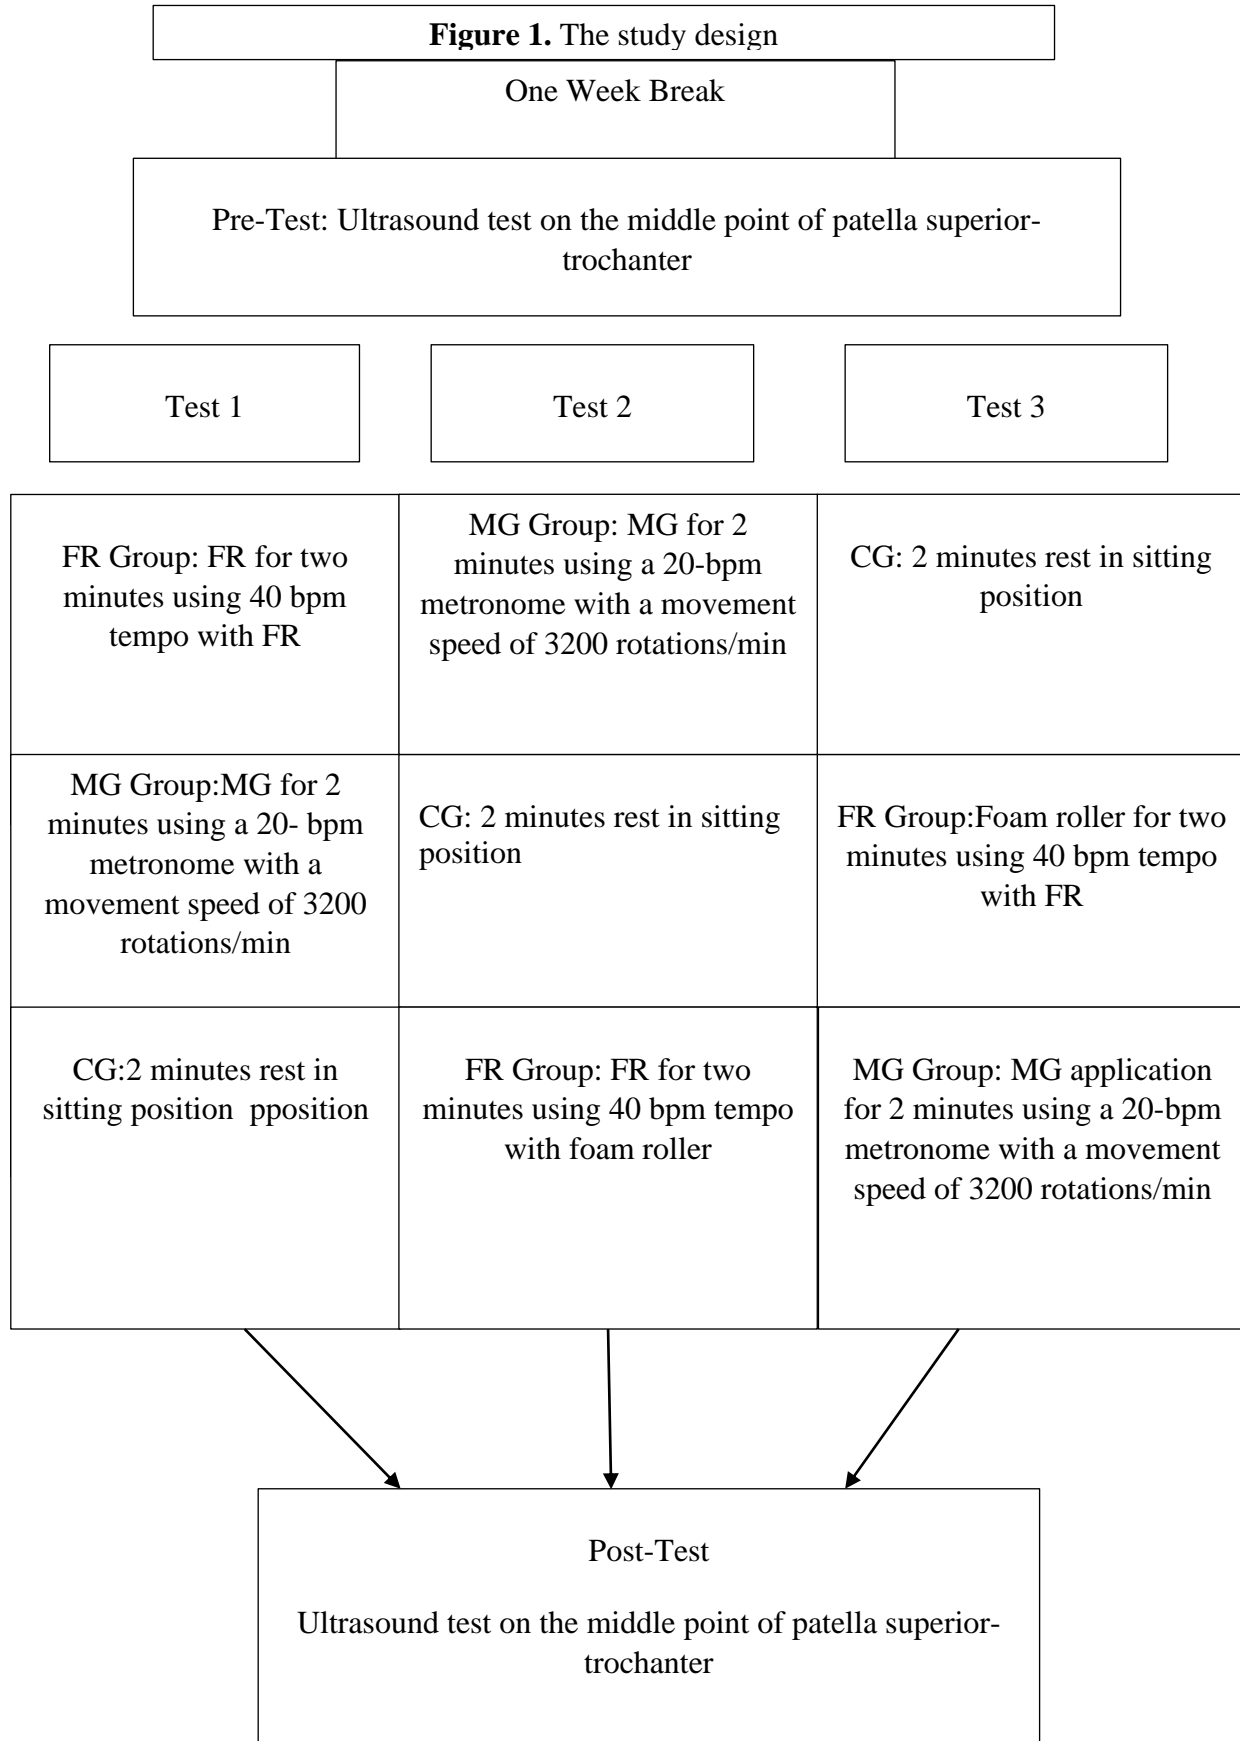 Figure 1. The study design
One Week Break
Pre-Test: Ultrasound test on the middle point of patella superior-
trochanter
Test 1
Test 2
Test 3
FR Group: FR for two
minutes using 40 bpm
tempo with FR
MG Group: MG for 2
minutes using a 20-bpm
metronome with a movement
speed of 3200 rotations/min
CG: 2 minutes rest in sitting
position
MG Group:MG for 2
minutes using a 20- bpm
metronome with a
movement speed of 3200
rotations/min
CG: 2 minutes rest in sitting
position
FR Group:Foam roller for two
minutes using 40 bpm tempo
with FR
CG:2 minutes rest in
sitting position  pposition
FR Group: FR for two
minutes using 40 bpm tempo
with foam roller
MG Group: MG application
for 2 minutes using a 20-bpm
metronome with a movement
speed of 3200 rotations/min
Post-Test
Ultrasound test on the middle point of patella superior-
trochanter